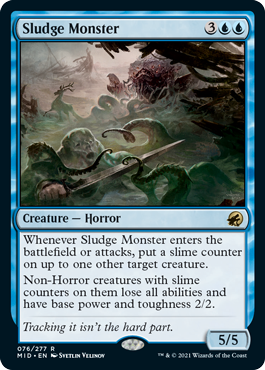 Sludge Monster 3
Creature — Horror
Whenever Sludge Monster enters the
battlefield or attacks, put a slime counter
on up to one other target creature.
Non-Horror creatures with slime
counters on them lose all abilities and
have base power and toughness 2/2.
Tracking it isn't the hard part.
5/5
076/277 R
MID • EN Svetlin Velinov
™ & © 2021 Wizards of the Coast